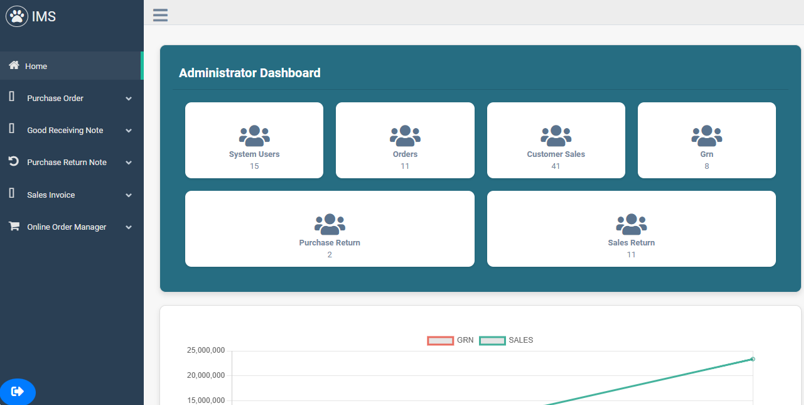 IMS
Home
Purchase Order
Good Receiving Note
Purchase Return Note
Sales Invoice
Online Order Manager
Administrator Dashboard
System Users
15
Orders
11
Customer Sales
41
Grn
8
Purchase Return
2
Sales Return
11
GRN SALES
25,000,000
20,000,000
15,000,000